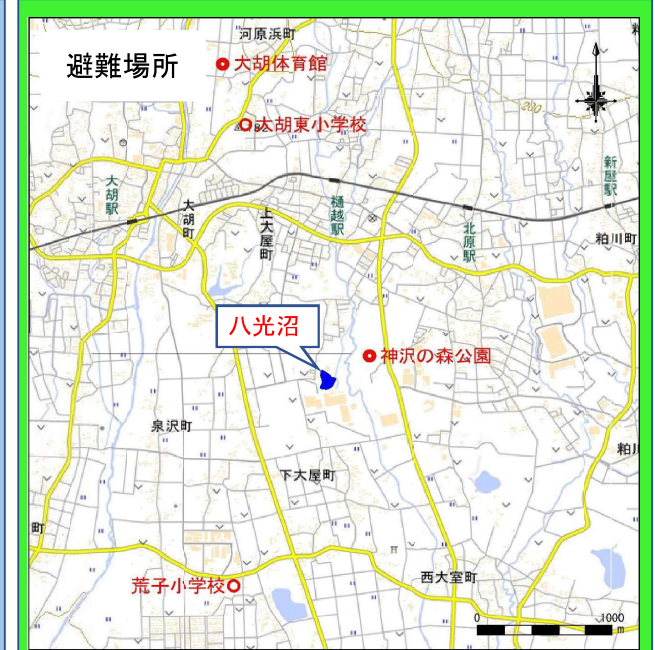 河原浜町
避難場所
大胡体育館
大胡東小学校
200
大胡駅
大胡町
上大屋町
樋越駅
北原駅
新屋駅
粕川町
八光沼
神沢の森公園
泉沢町
粕川
下大屋町
町
荒子小学校
西大室町
0
1000
m